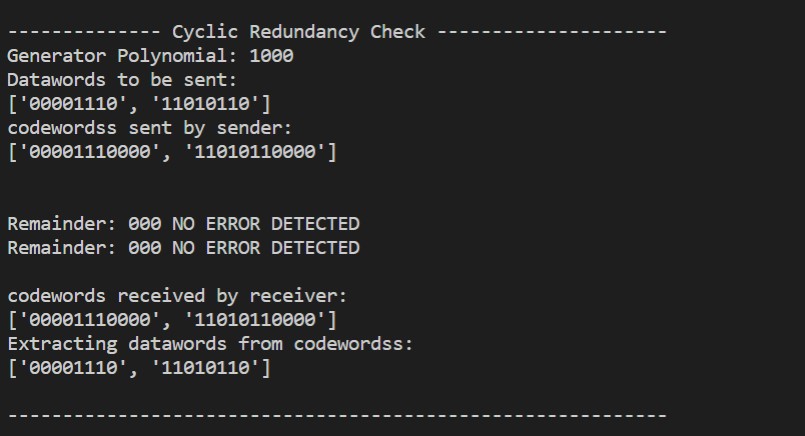 -------------- Cyclic Redundancy Check ---------------------
Generator Polynomial: 1000
Datawords to be sent:
['00001110', '11010110']
codewordss sent by sender:
['00001110000', '11010110000']
Remainder: 000 NO ERROR DETECTED
Remainder: 000 NO ERROR DETECTED
codewords received by receiver:
['00001110000', '11010110000']
Extracting datawords from codewordss:
['00001110', '11010110']
------------------------------------------------------------